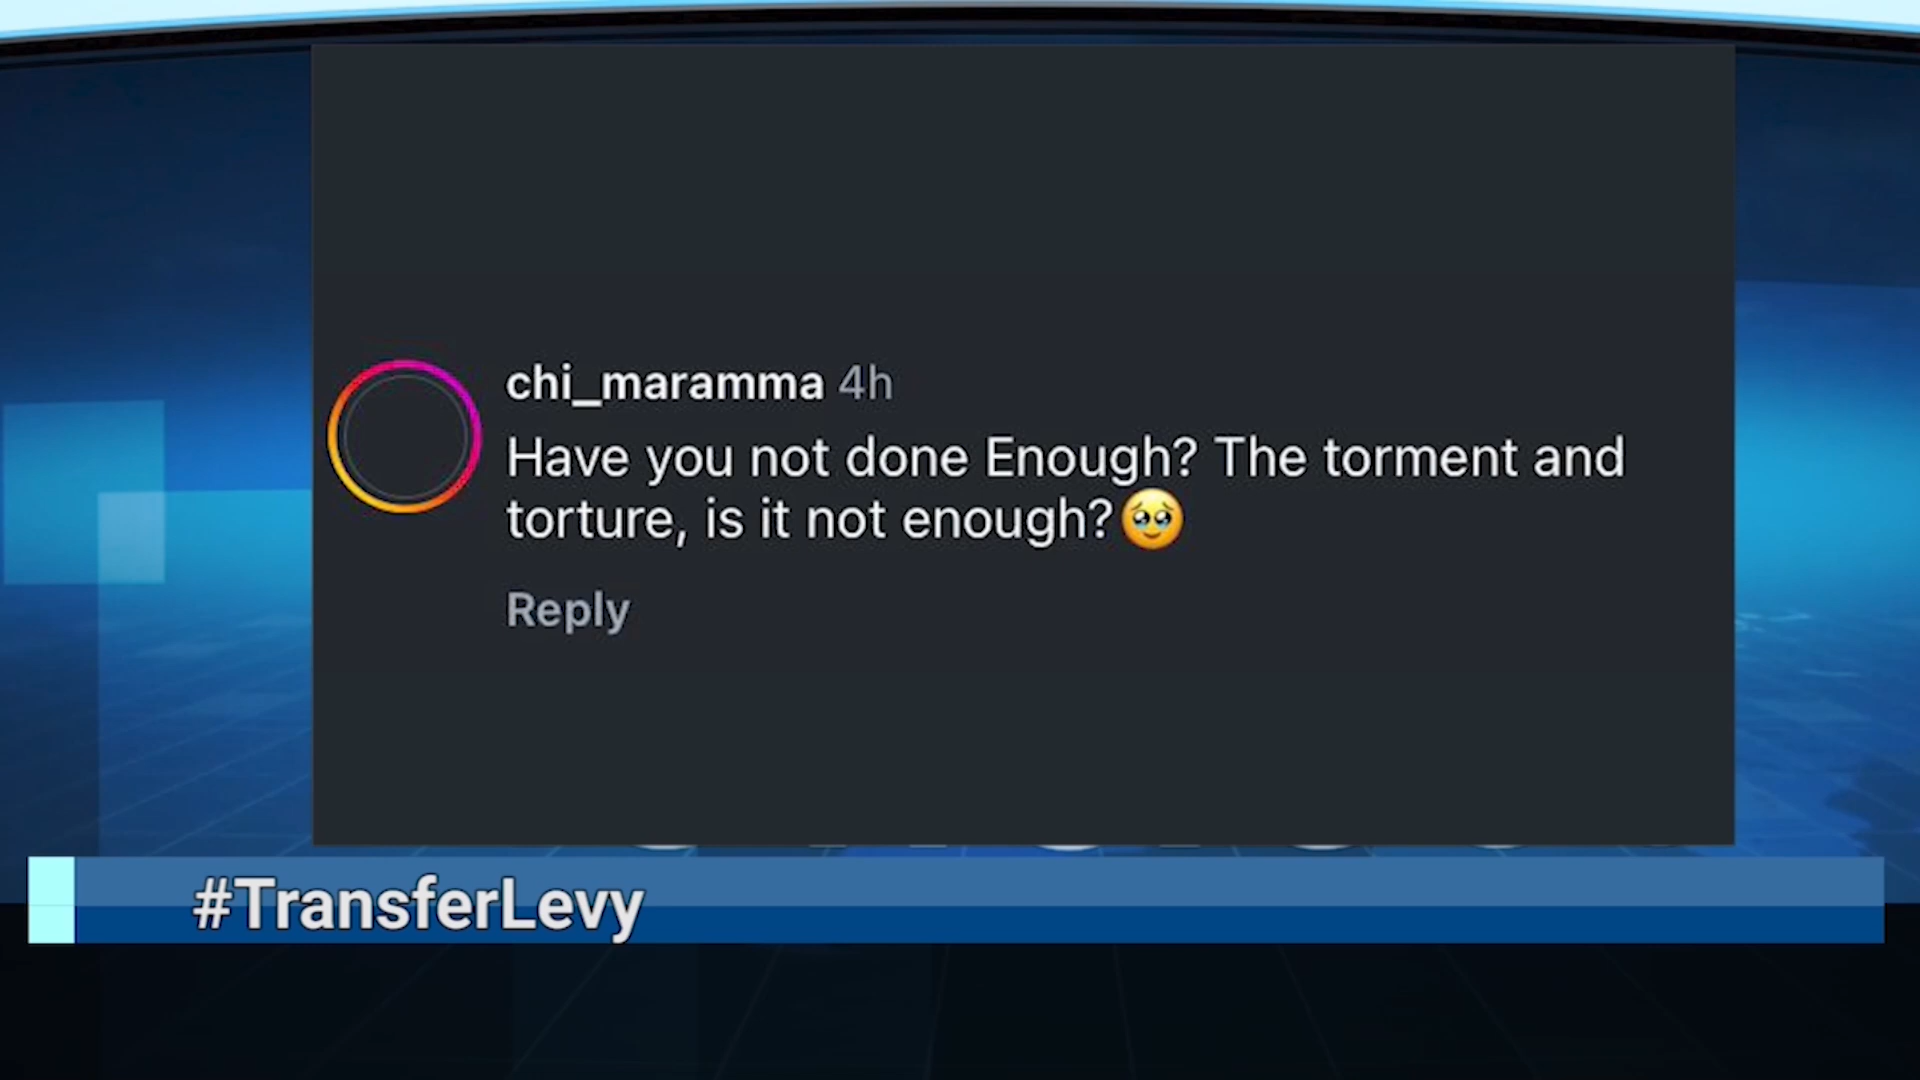 chi_maramma 4h
Have you not done Enough? The torment and
torture, is it not enough?🥹
Reply
#TransferLevy